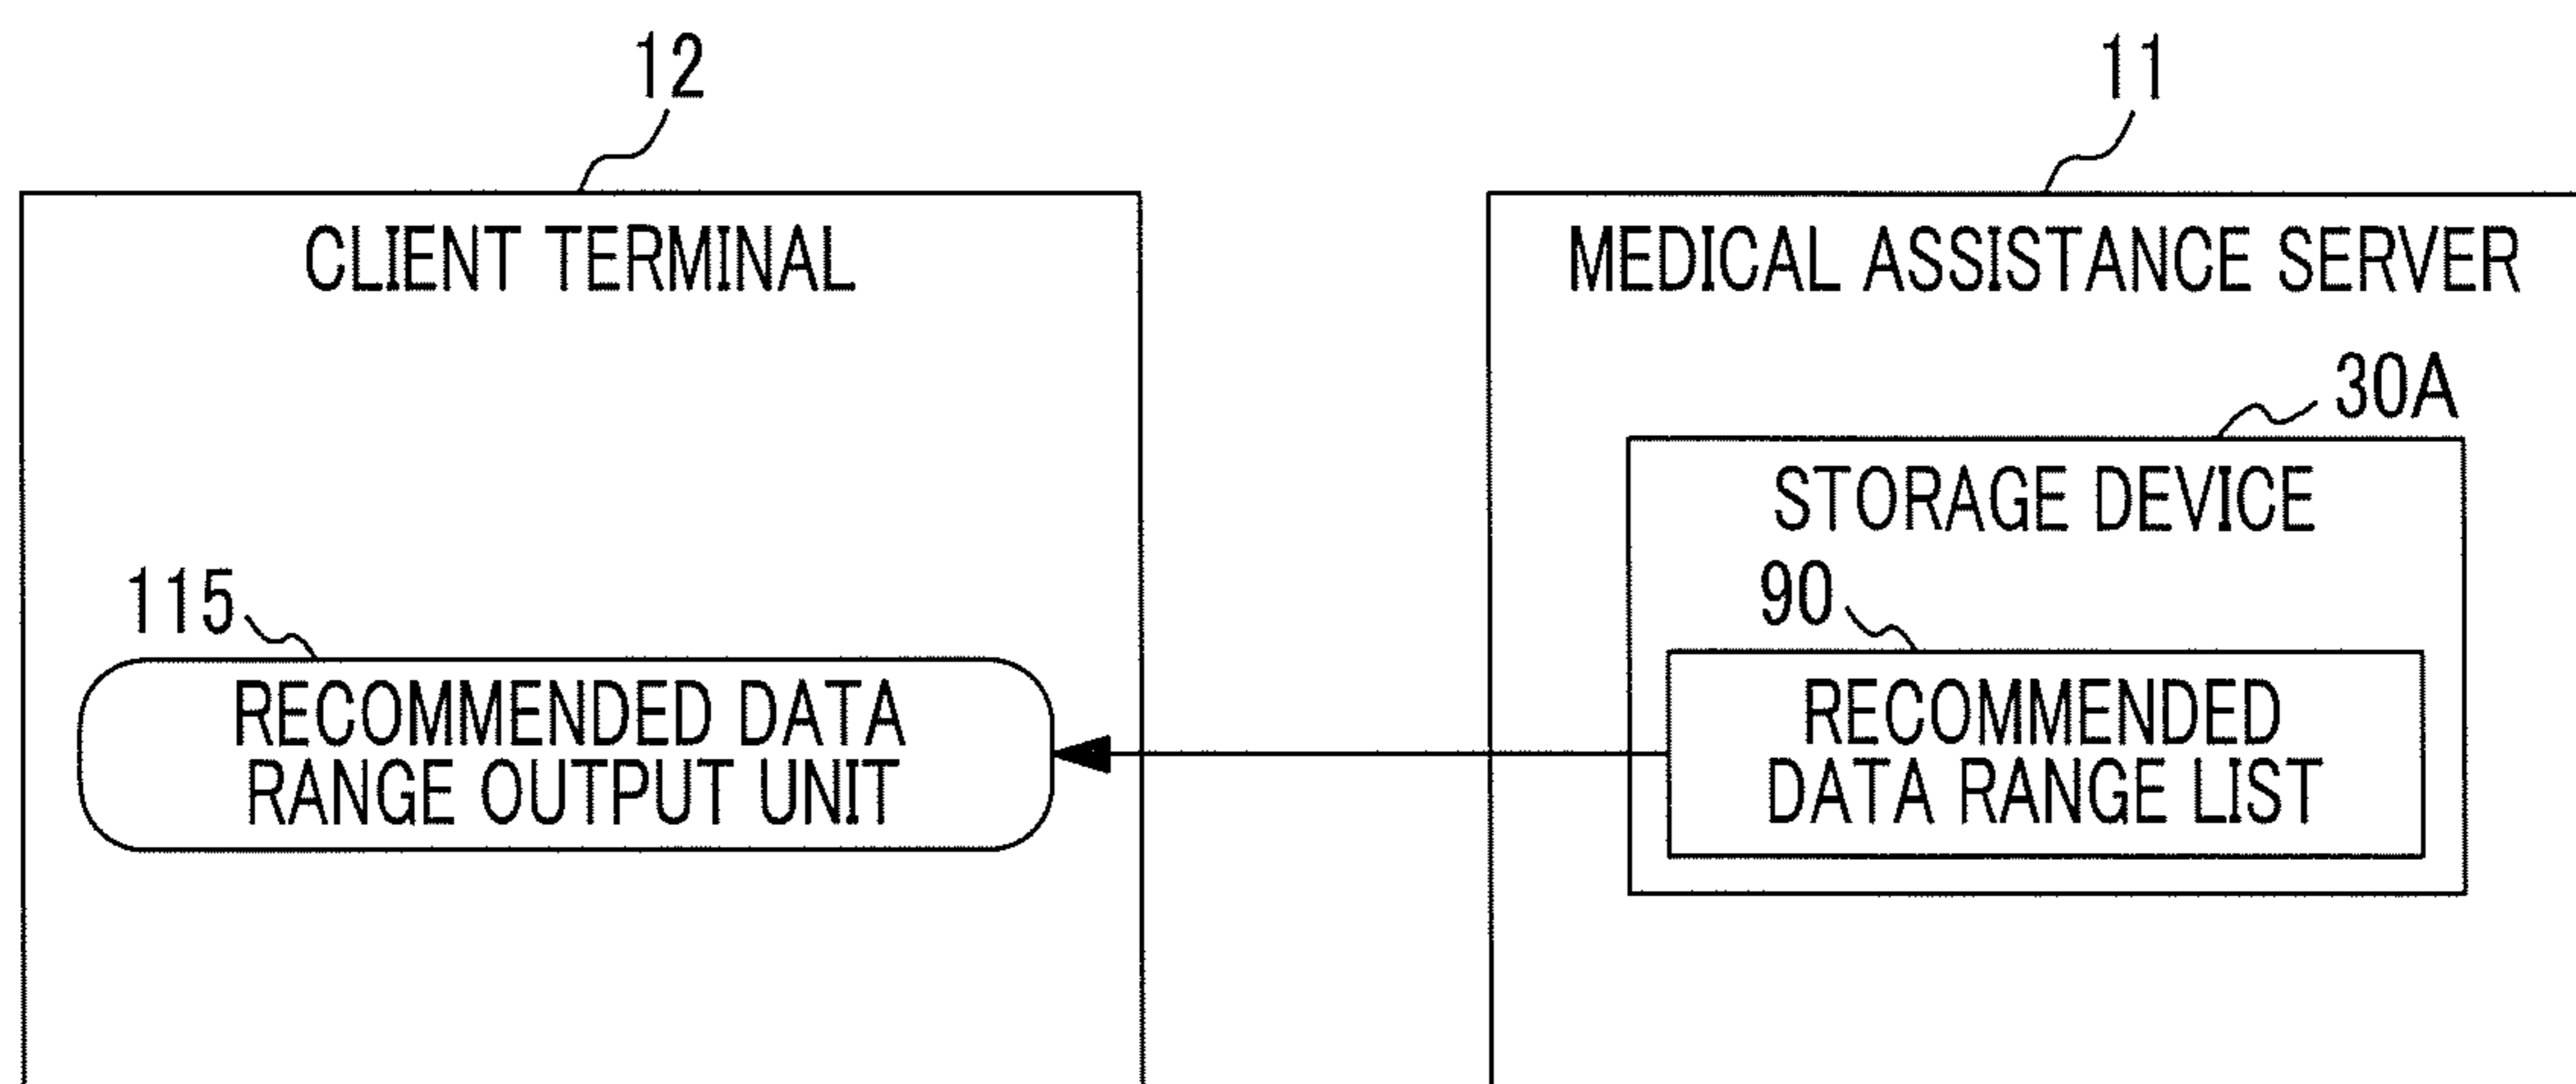 12
11
CLIENT TERMINAL
MEDICAL ASSISTANCE SERVER
30A
STORAGE DEVICE
115
90
RECOMMENDED DATA
RANGE OUTPUT UNIT
RECOMMENDED
DATA RANGE LIST